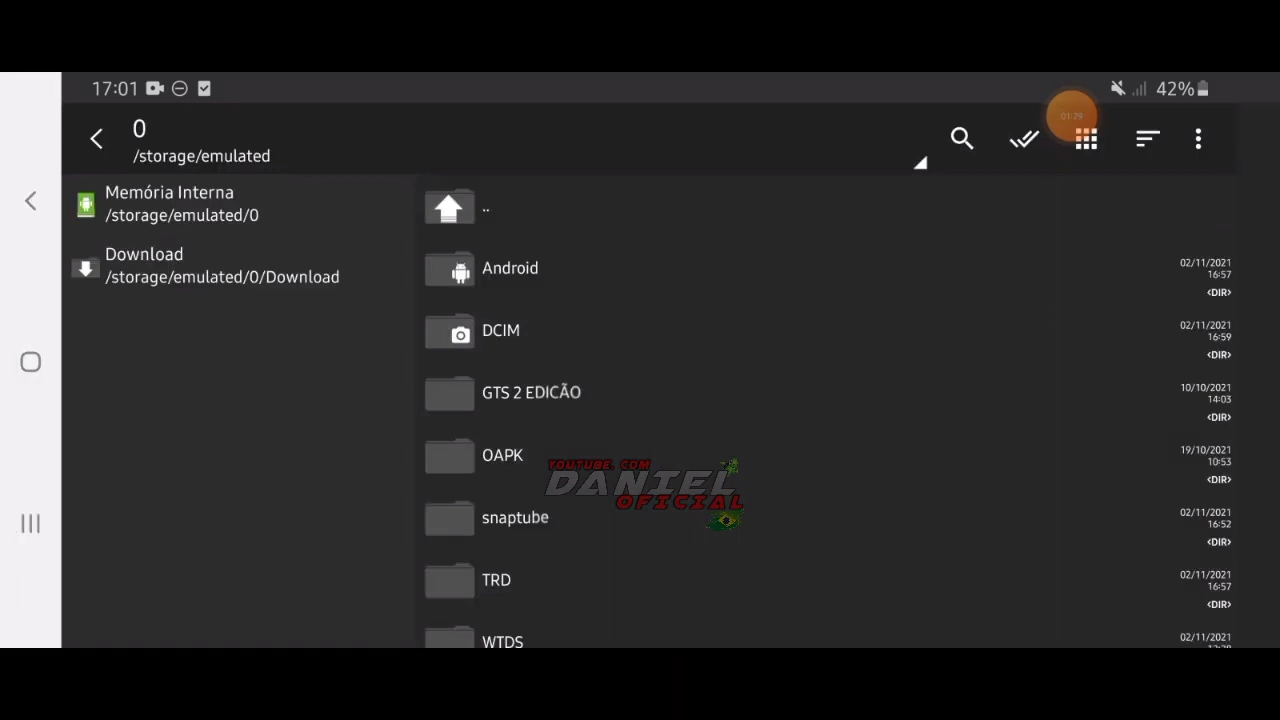 17:01
42%
01:29
0
/storage/emulated
Memória Interna
/storage/emulated/0
Download
/storage/emulated/0/Download
..
Android
02/11/2021
16:57
<DIR>
DCIM
02/11/2021
16:59
<DIR>
GTS 2 EDICÃO
10/10/2021
14:03
<DIR>
OAPK
19/10/2021
10:53
<DIR>
YOUTUBE.COM
DANIEL
OFICIAL
snaptube
02/11/2021
16:52
<DIR>
TRD
02/11/2021
16:57
<DIR>
WTDS
02/11/2021